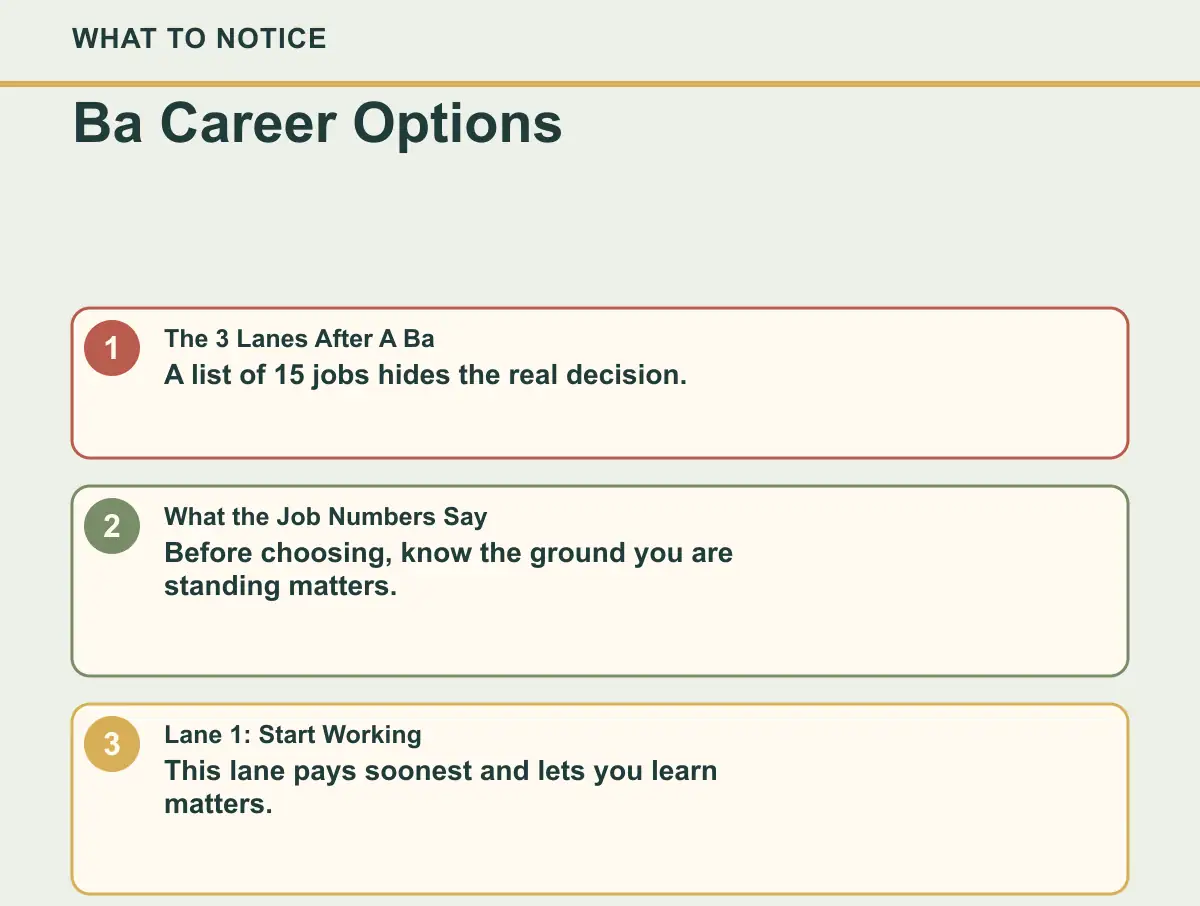 WHAT TO NOTICE
Ba Career Options
1
The 3 Lanes After A Ba
A list of 15 jobs hides the real decision.
2
What the Job Numbers Say
Before choosing, know the ground you are
standing matters.
3
Lane 1: Start Working
This lane pays soonest and lets you learn
matters.